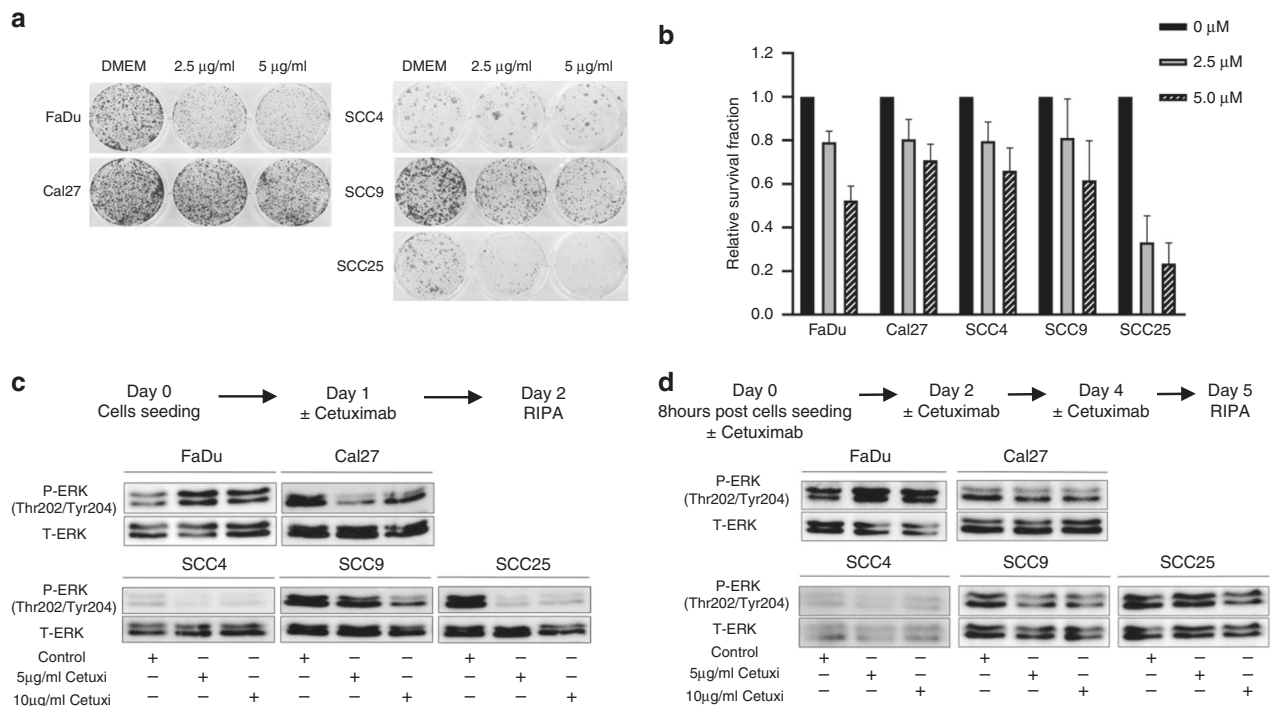 a
DMEM 2.5 μg/ml 5 μg/ml
FaDu
Cal27
DMEM 2.5 μg/ml 5 μg/ml
SCC4
SCC9
SCC25
b
0 μM
2.5 μM
5.0 μM
Relative survival fraction
1.2
1.0
0.8
0.6
0.4
0.2
0.0
FaDu Cal27 SCC4 SCC9 SCC25
c
Day 0 Day 1 Day 2
Cells seeding ± Cetuximab RIPA
FaDu Cal27
P-ERK
(Thr202/Tyr204)
T-ERK
SCC4 SCC9 SCC25
P-ERK
(Thr202/Tyr204)
T-ERK
Control + − − + − − + − −
5μg/ml Cetuxi − + − − + − − + −
10μg/ml Cetuxi − − + − − + − − +
d
Day 0 Day 2 Day 4 Day 5
8hours post cells seeding ± Cetuximab ± Cetuximab RIPA
± Cetuximab
FaDu Cal27
P-ERK
(Thr202/Tyr204)
T-ERK
SCC4 SCC9 SCC25
P-ERK
(Thr202/Tyr204)
T-ERK
Control + − − + − − + − −
5μg/ml Cetuxi − + − − + − − + −
10μg/ml Cetuxi − − + − − + − − +